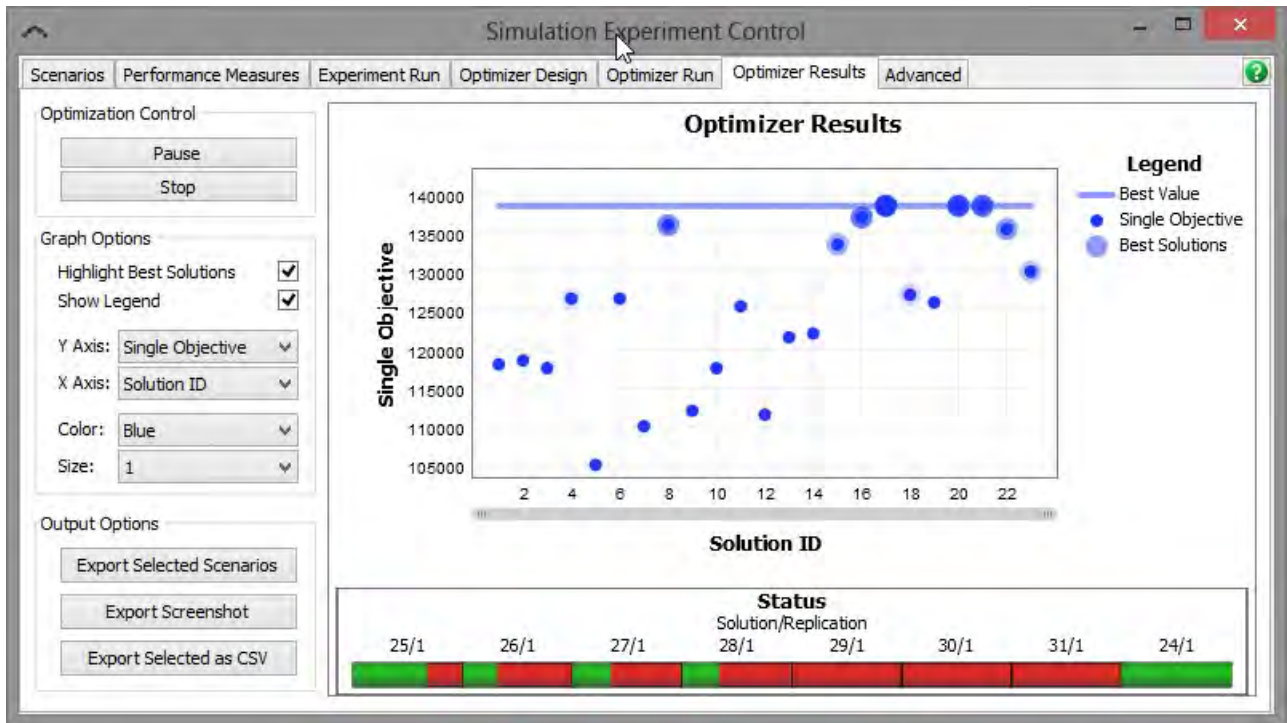 Simulation Experiment Control
Scenarios Performance Measures Experiment Run Optimizer Design Optimizer Run Optimizer Results Advanced
Optimization Control
Pause
Stop
Graph Options
Highlight Best Solutions
Show Legend
Y Axis: Single Objective
X Axis: Solution ID
Color: Blue
Size: 1
Output Options
Export Selected Scenarios
Export Screenshot
Export Selected as CSV
Optimizer Results
Single Objective
140000
135000
130000
125000
120000
115000
110000
105000
2 4 6 8 10 12 14 16 18 20 22
Solution ID
Legend
Best Value
Single Objective
Best Solutions
Status
Solution/Replication
25/1 26/1 27/1 28/1 29/1 30/1 31/1 24/1